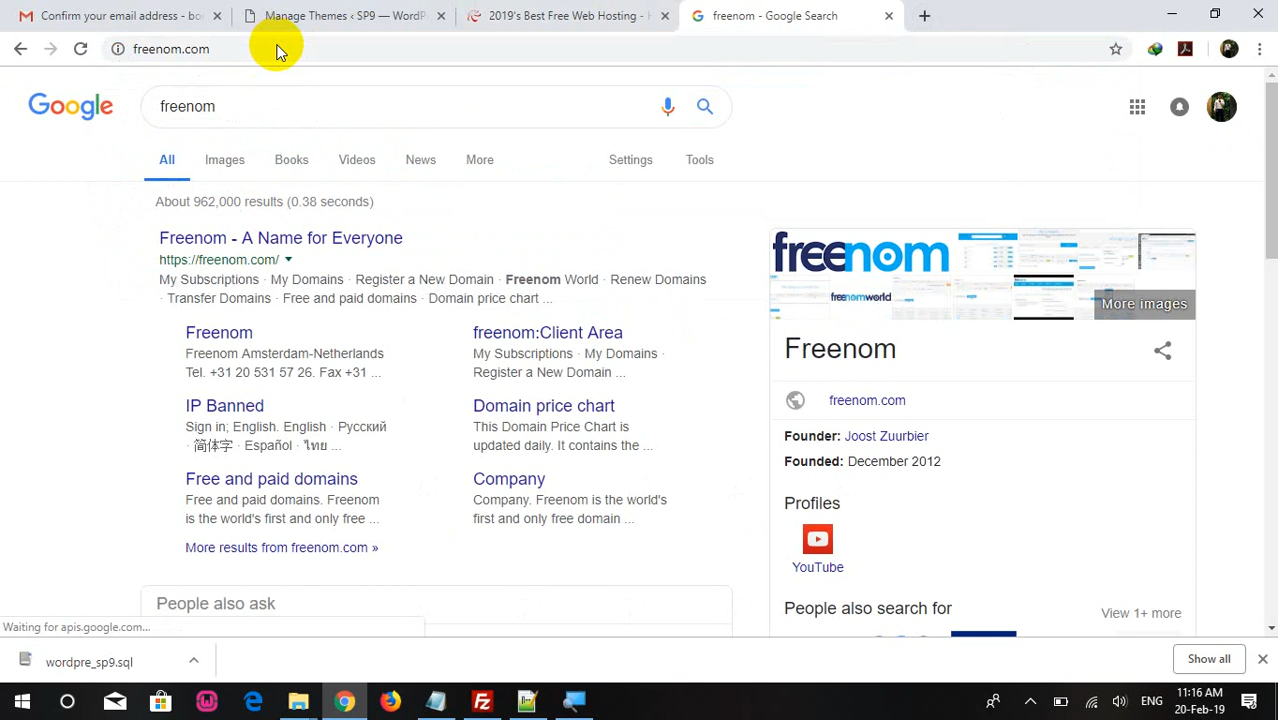 Confirm your email address - bo
Manage Themes ‹ SP9 — WordP
2019's Best Free Web Hosting -
freenom - Google Search
freenom.com
Google
freenom
All
Images
Books
Videos
News
More
Settings
Tools
About 962,000 results (0.38 seconds)
Freenom - A Name for Everyone
https://freenom.com/
My Subscriptions · My Domains · Register a New Domain · Freenom World · Renew Domains
· Transfer Domains · Free and paid domains · Domain price chart ...
Freenom
Freenom Amsterdam-Netherlands
Tel. +31 20 531 57 26. Fax +31 ...
freenom:Client Area
My Subscriptions · My Domains ·
Register a New Domain ...
IP Banned
Sign in; English. English · Русский
· 简体字 · Español · ไทย ...
Domain price chart
This Domain Price Chart is
updated daily. It contains the ...
Free and paid domains
Free and paid domains. Freenom
is the world's first and only free ...
Company
Company. Freenom is the world's
first and only free domain ...
More results from freenom.com »
People also ask
freenom
freenomworld
More images
Freenom
freenom.com
Founder: Joost Zuurbier
Founded: December 2012
Profiles
YouTube
People also search for
View 1+ more
Waiting for apis.google.com...
wordpre_sp9.sql
Show all
ENG
11:16 AM
20-Feb-19